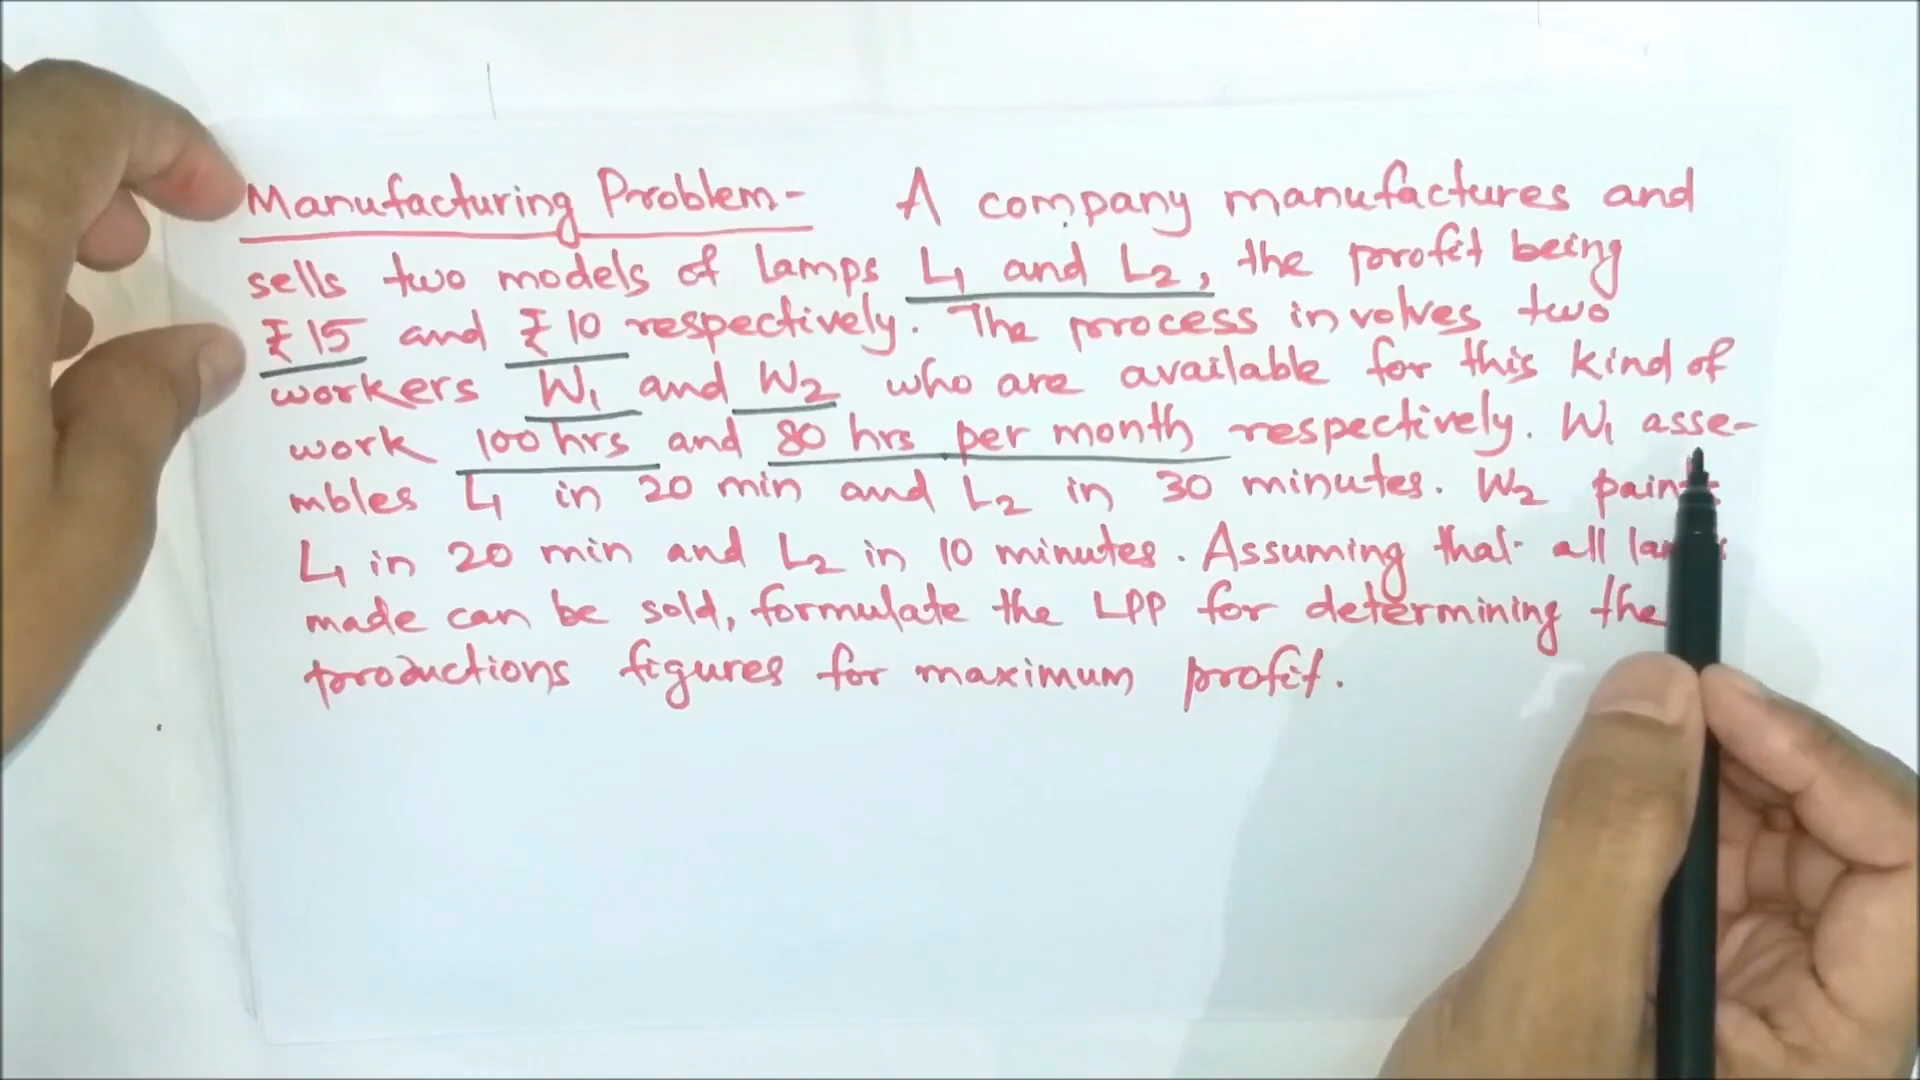 Manufacturing Problem- A company manufactures and
sells two models of lamps L1 and L2, the profit being
₹15 and ₹10 respectively. The process involves two
workers W1 and W2 who are available for this kind of
work 100 hrs and 80 hrs per month respectively. W1 asse-
mbles L1 in 20 min and L2 in 30 minutes. W2
L1 in 20 min and L2 in 10 minutes. Assuming that all
made can be sold, formulate the LPP for determining the
productions figures for maximum profit.